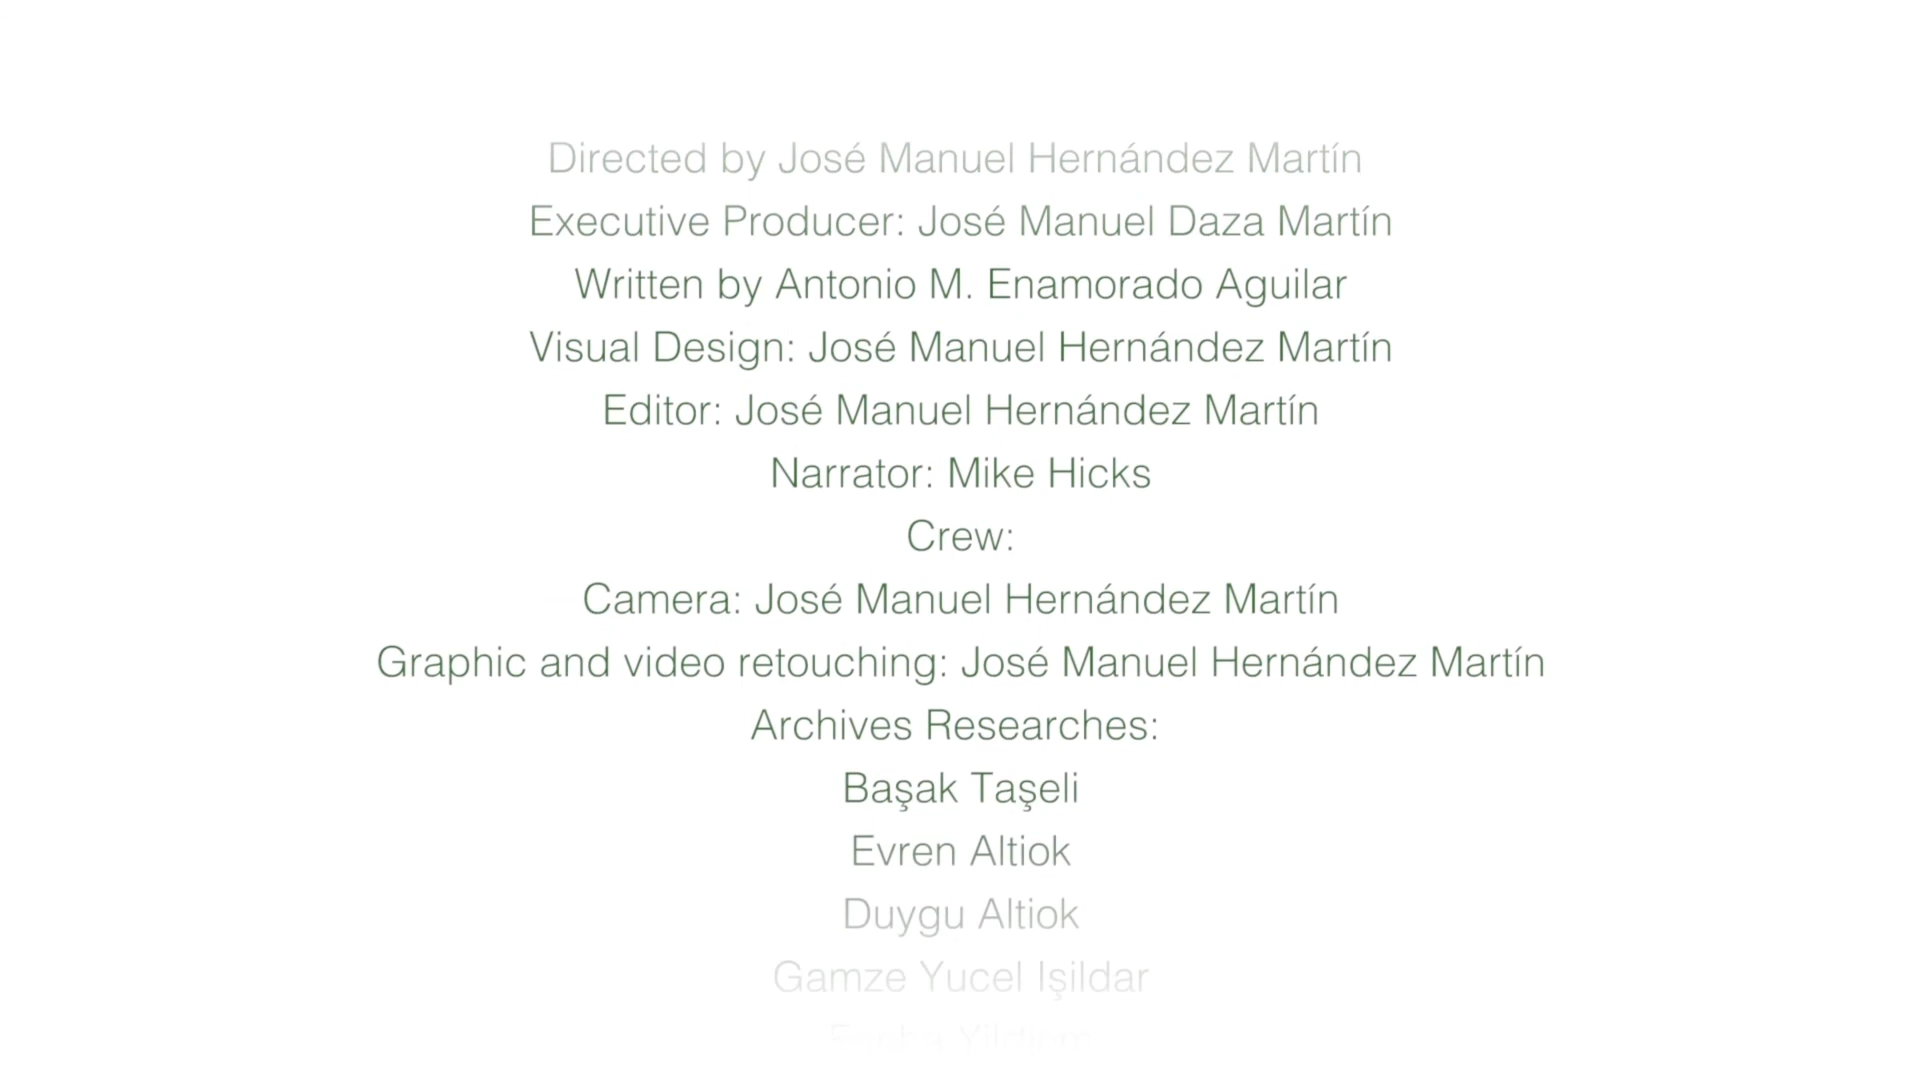 Directed by José Manuel Hernández Martín
Executive Producer: José Manuel Daza Martín
Written by Antonio M. Enamorado Aguilar
Visual Design: José Manuel Hernández Martín
Editor: José Manuel Hernández Martín
Narrator: Mike Hicks
Crew:
Camera: José Manuel Hernández Martín
Graphic and video retouching: José Manuel Hernández Martín
Archives Researches:
Başak Taşeli
Evren Altiok
Duygu Altiok
Gamze Yucel Işildar